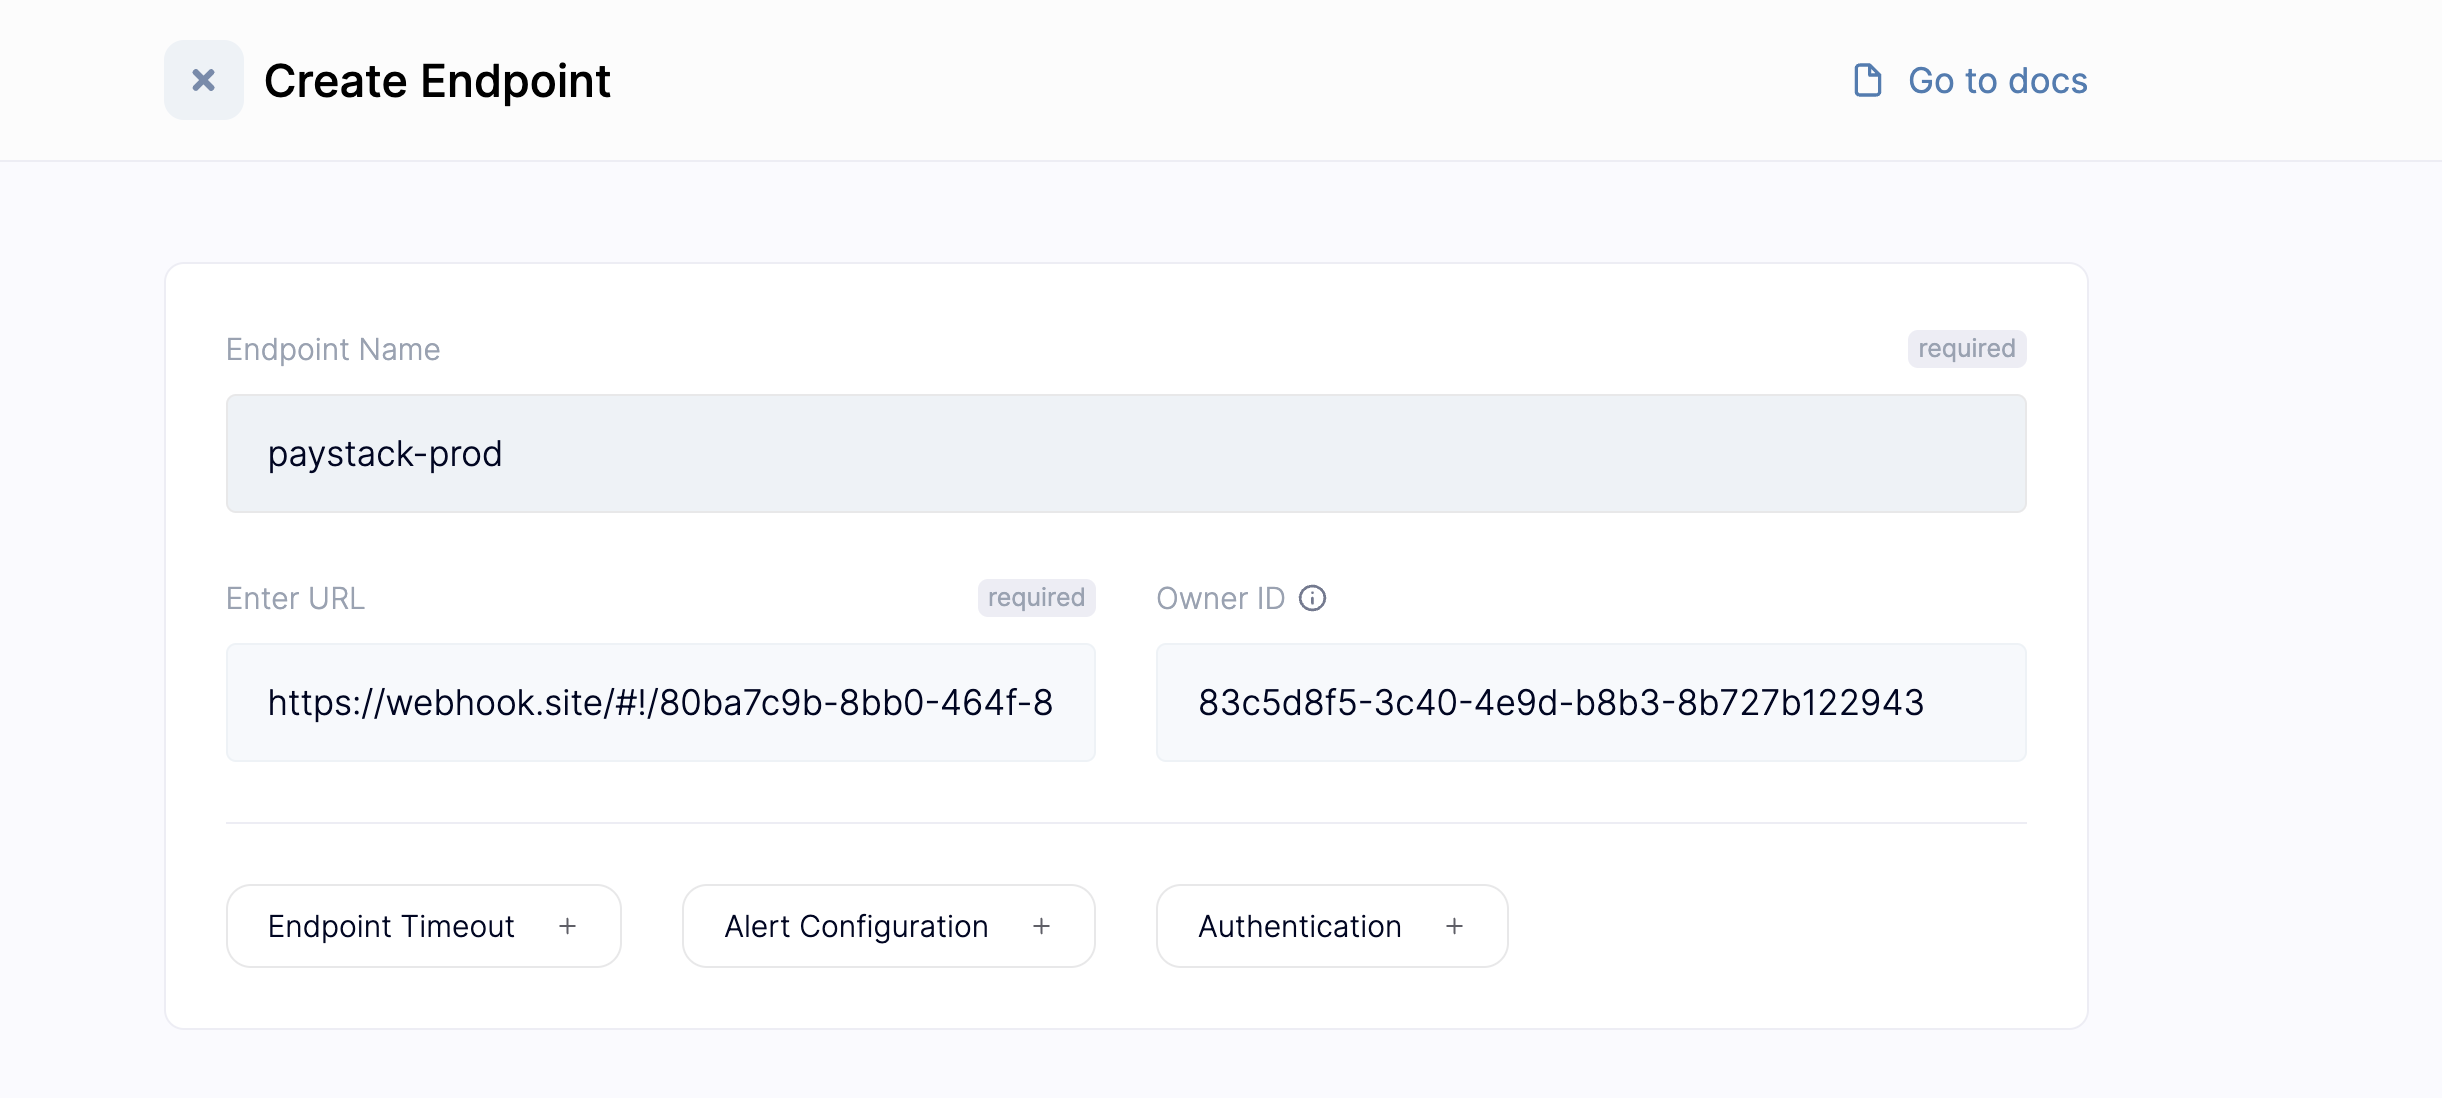 Create Endpoint
Go to docs
Endpoint Name
required
paystack-prod
Enter URL
required
Owner ID
https://webhook.site/#!/80ba7c9b-8bb0-464f-8
83c5d8f5-3c40-4e9d-b8b3-8b727b122943
Endpoint Timeout +
Alert Configuration +
Authentication +